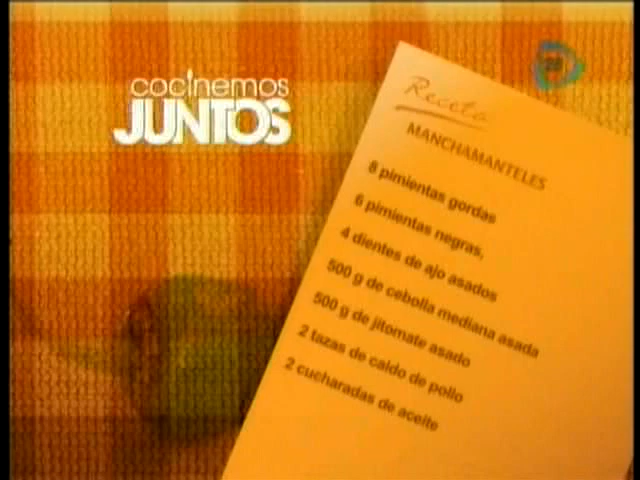 cocinemos
JUNTOS
Receta
MANCHAMANTELES
8 pimientas gordas
6 pimientas negras,
4 dientes de ajo asados
500 g de cebolla mediana asada
500 g de jitomate asado
2 tazas de caldo de pollo
2 cucharadas de aceite